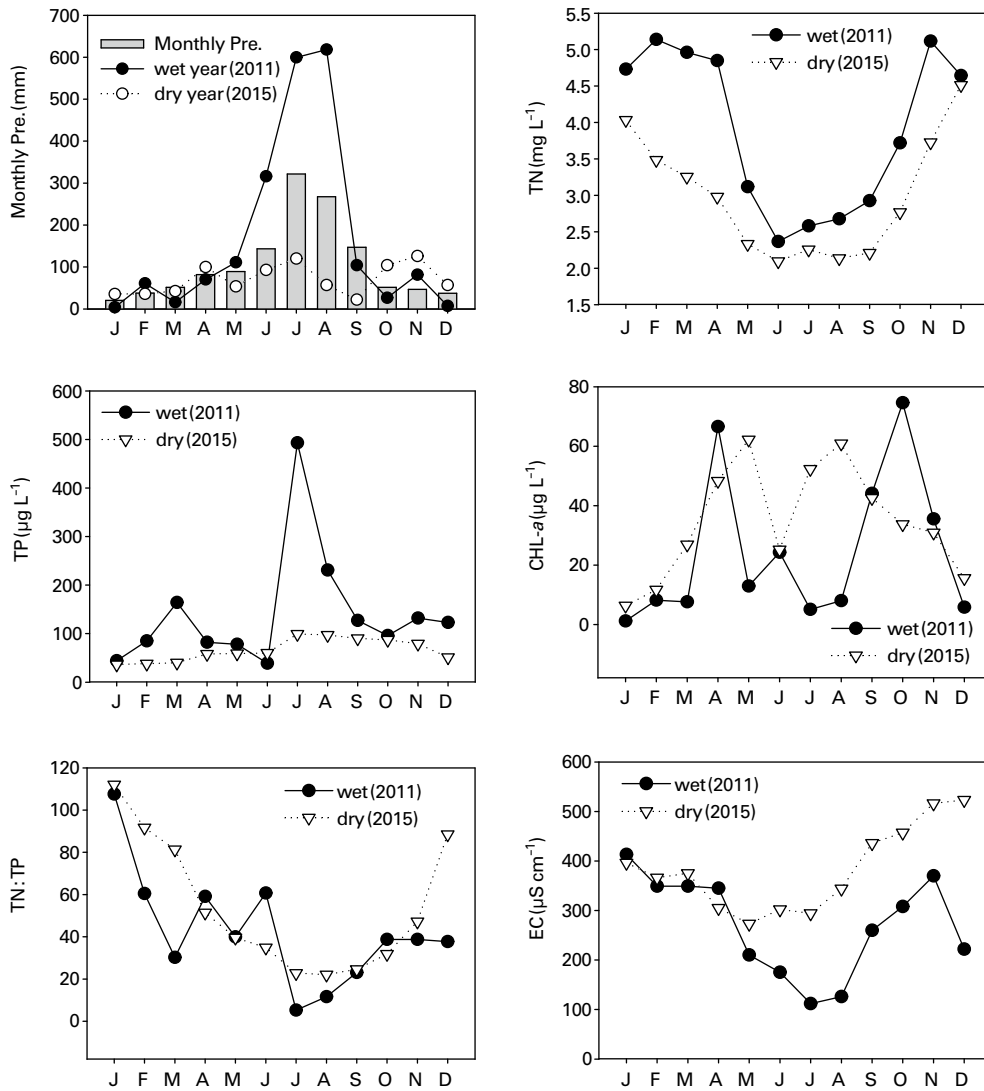 Monthly Pre.(mm)
700
600
500
400
300
200
100
0
Monthly Pre.
wet year(2011)
dry year(2015)
J F M A M J J A S O N D
TN(mg L⁻¹)
5.5
5.0
4.5
4.0
3.5
3.0
2.5
2.0
1.5
wet(2011)
dry(2015)
J F M A M J J A S O N D
TP(µg L⁻¹)
600
500
400
300
200
100
0
wet(2011)
dry(2015)
J F M A M J J A S O N D
CHL-a(µg L⁻¹)
80
60
40
20
0
wet(2011)
dry(2015)
J F M A M J J A S O N D
TN:TP
120
100
80
60
40
20
0
wet(2011)
dry(2015)
J F M A M J J A S O N D
EC(µS cm⁻¹)
600
500
400
300
200
100
0
wet(2011)
dry(2015)
J F M A M J J A S O N D